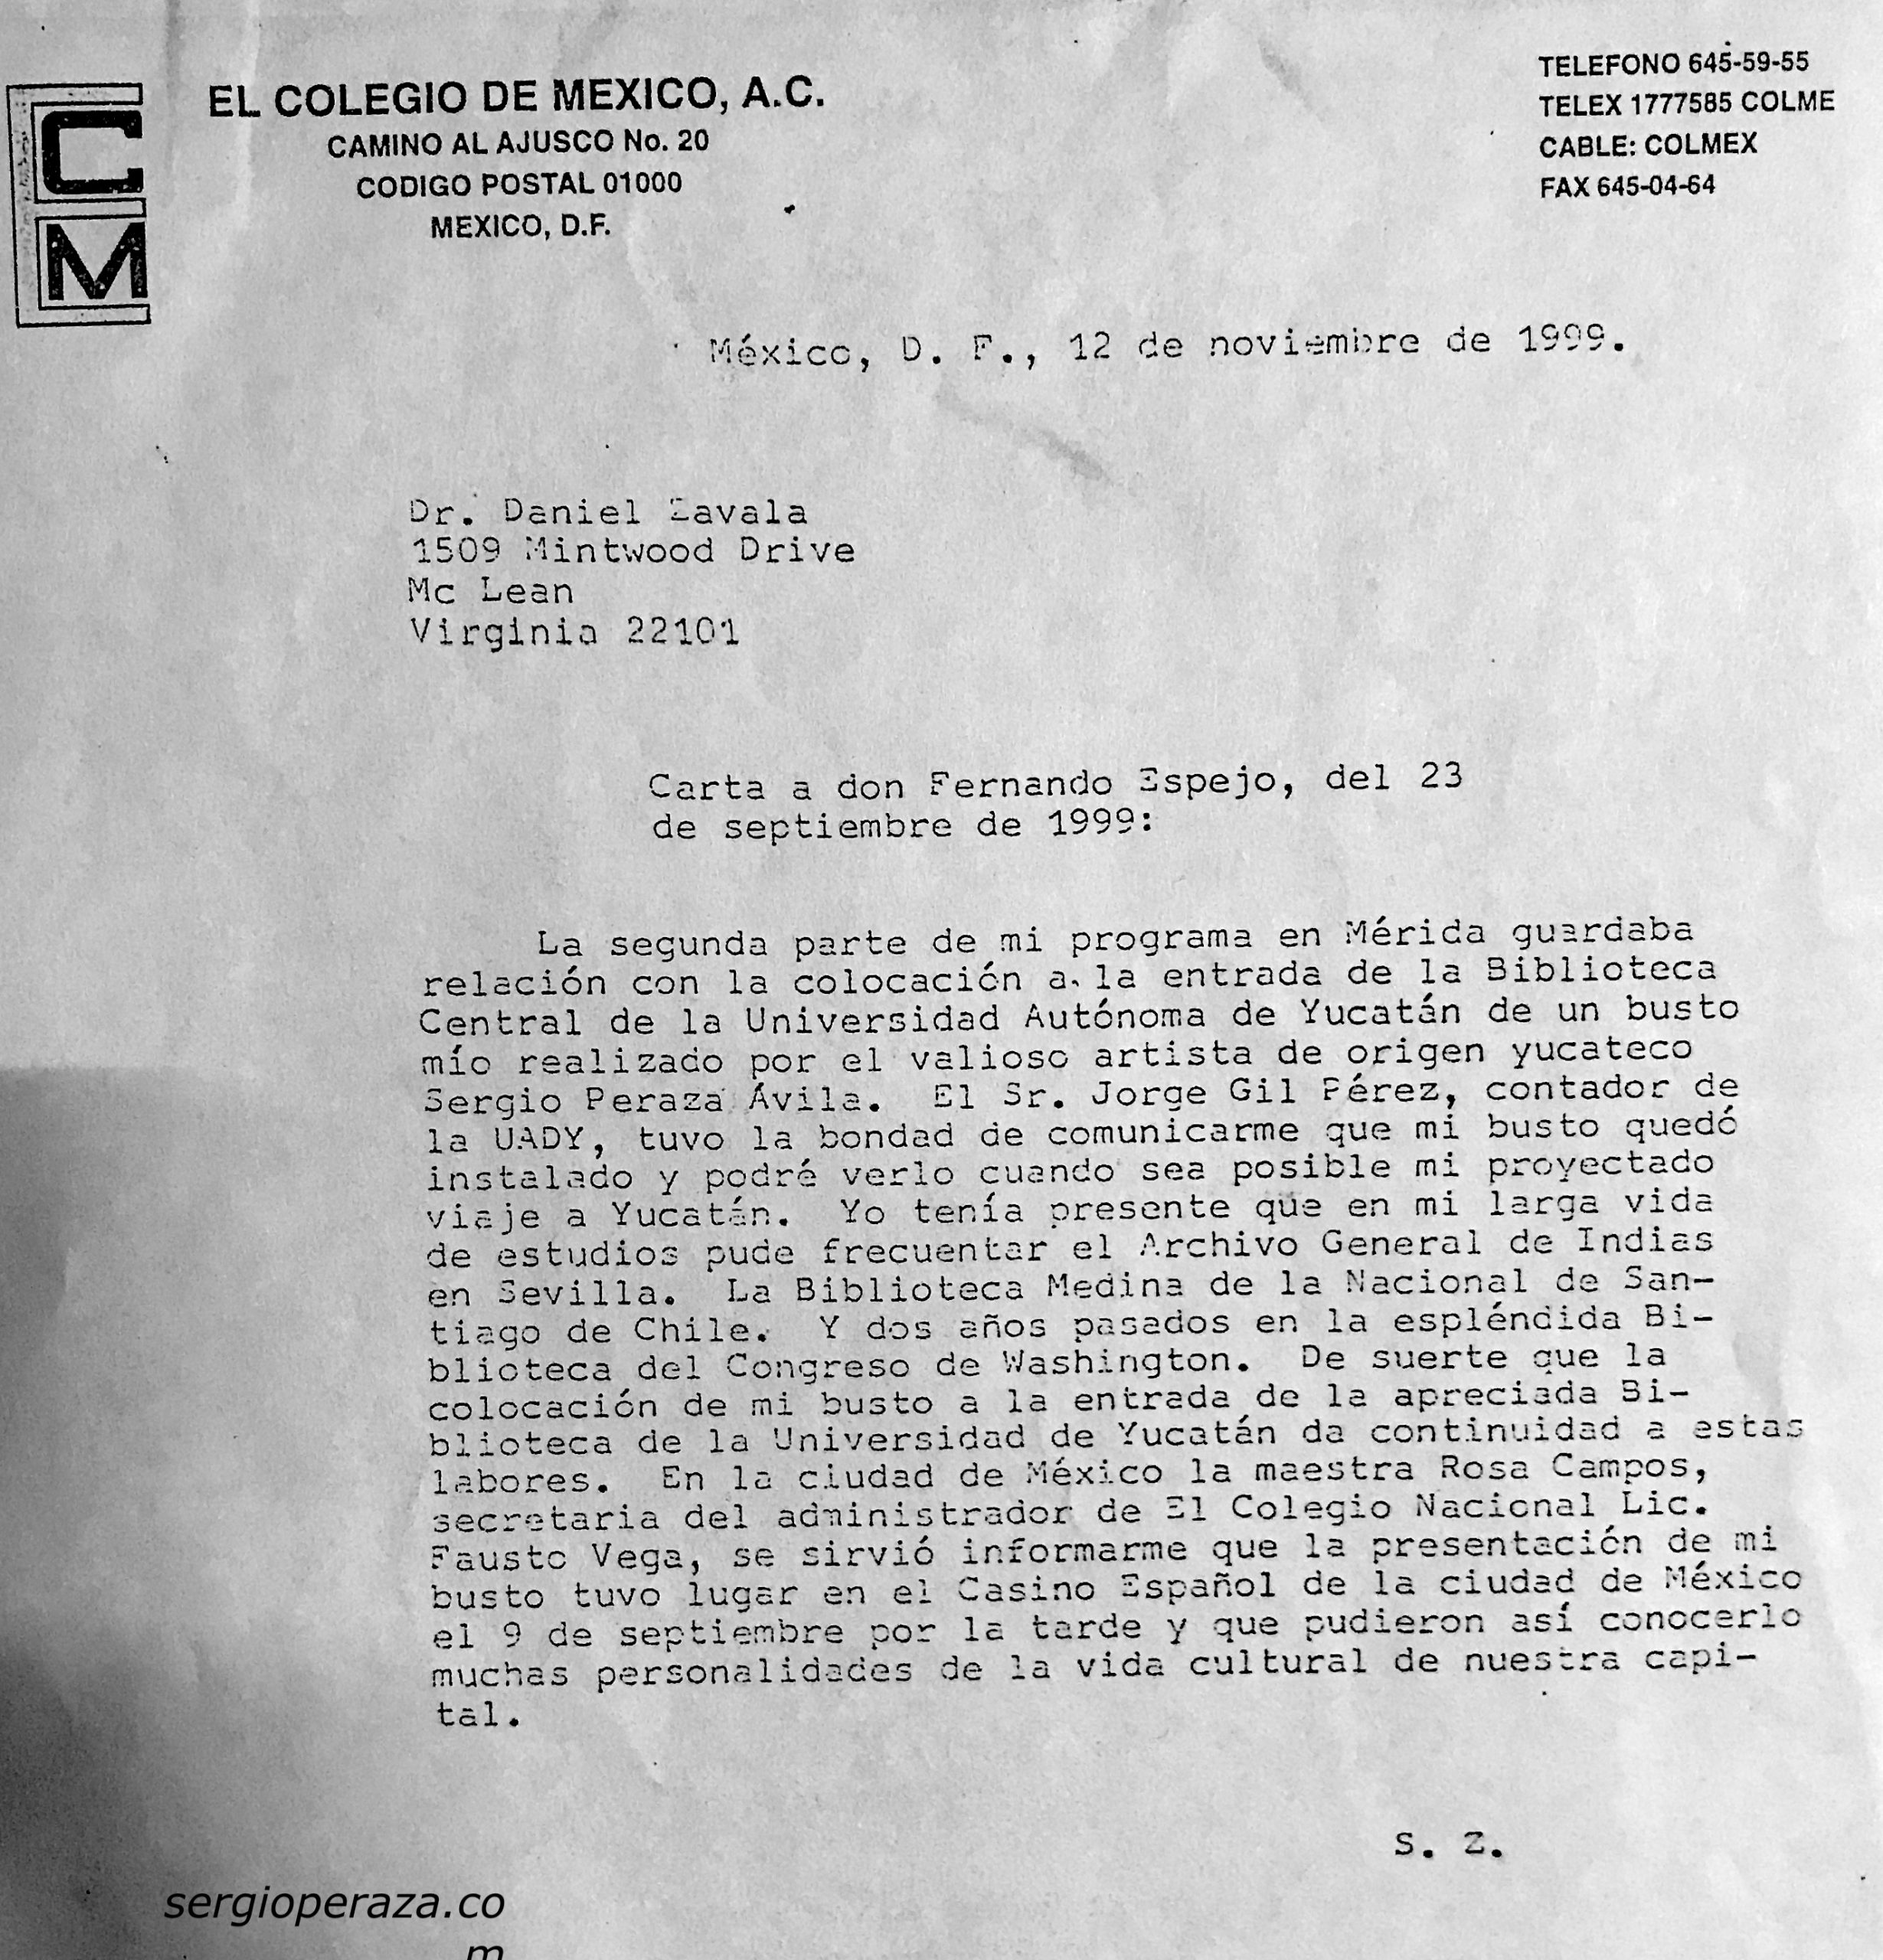 CM
EL COLEGIO DE MEXICO, A.C.
CAMINO AL AJUSCO No. 20
CODIGO POSTAL 01000
MEXICO, D.F.
TELEFONO 645-59-55
TELEX 1777585 COLME
CABLE: COLMEX
FAX 645-04-64
México, D. F., 12 de noviembre de 1999.
Dr. Daniel Zavala
1509 Mintwood Drive
Mc Lean
Virginia 22101
Carta a don Fernando Espejo, del 23
de septiembre de 1999:
La segunda parte de mi programa en Mérida guardaba
relación con la colocación a la entrada de la Biblioteca
Central de la Universidad Autónoma de Yucatán de un busto
mío realizado por el valioso artista de origen yucateco
Sergio Peraza Ávila. El Sr. Jorge Gil Pérez, contador de
la UADY, tuvo la bondad de comunicarme que mi busto quedó
instalado y podré verlo cuando sea posible mi proyectado
viaje a Yucatán. Yo tenía presente que en mi larga vida
de estudios pude frecuentar el Archivo General de Indias
en Sevilla. La Biblioteca Medina de la Nacional de San-
tiago de Chile. Y dos años pasados en la espléndida Bi-
blioteca del Congreso de Washington. De suerte que la
colocación de mi busto a la entrada de la apreciada Bi-
blioteca de la Universidad de Yucatán da continuidad a estas
labores. En la ciudad de México la maestra Rosa Campos,
secretaria del administrador de El Colegio Nacional Lic.
Fausto Vega, se sirvió informarme que la presentación de mi
busto tuvo lugar en el Casino Español de la ciudad de México
el 9 de septiembre por la tarde y que pudieron así conocerlo
muchas personalidades de la vida cultural de nuestra capi-
tal.
S. Z.
sergioperaza.co
m